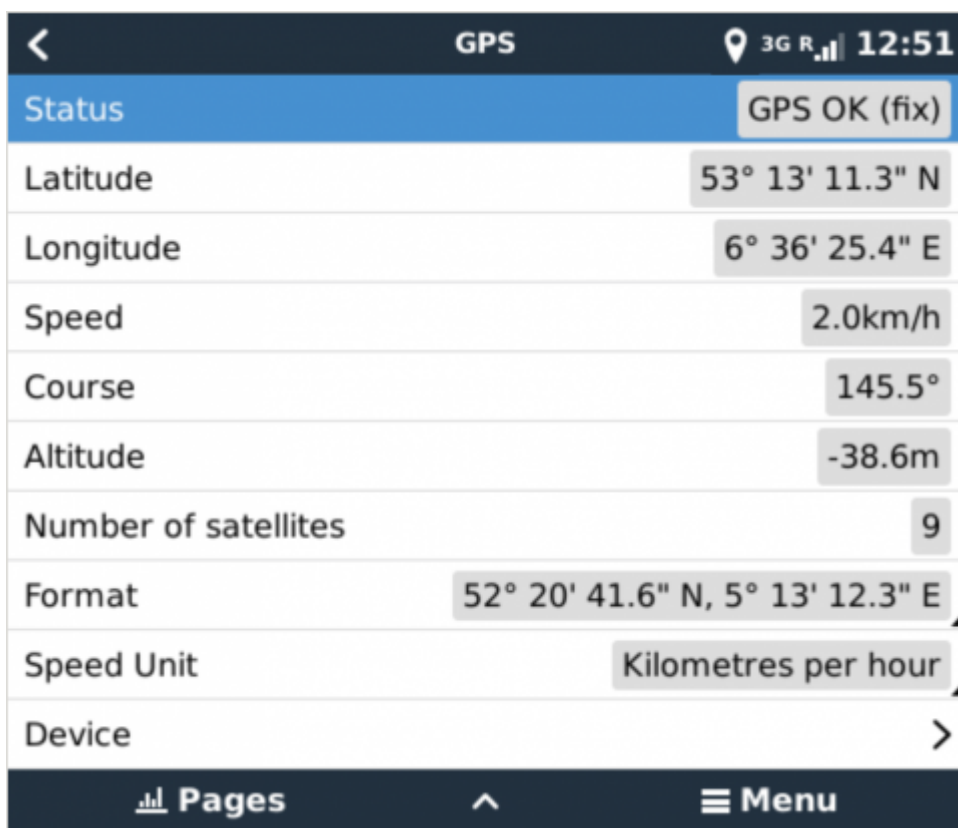 GPS 3G R 12:51
Status GPS OK (fix)
Latitude 53° 13' 11.3" N
Longitude 6° 36' 25.4" E
Speed 2.0km/h
Course 145.5°
Altitude -38.6m
Number of satellites 9
Format 52° 20' 41.6" N, 5° 13' 12.3" E
Speed Unit Kilometres per hour
Device
Pages Menu